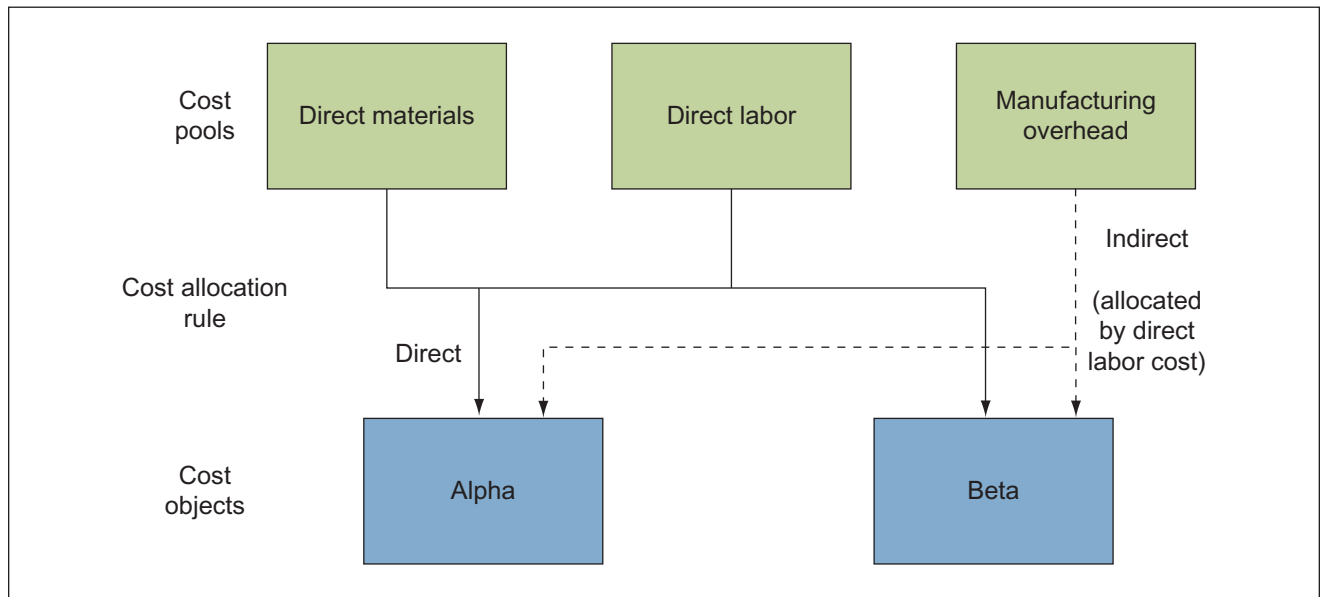 Cost
pools
Direct materials
Direct labor
Manufacturing
overhead
Indirect
Cost allocation
rule
(allocated
by direct
labor cost)
Direct
Cost
objects
Alpha
Beta